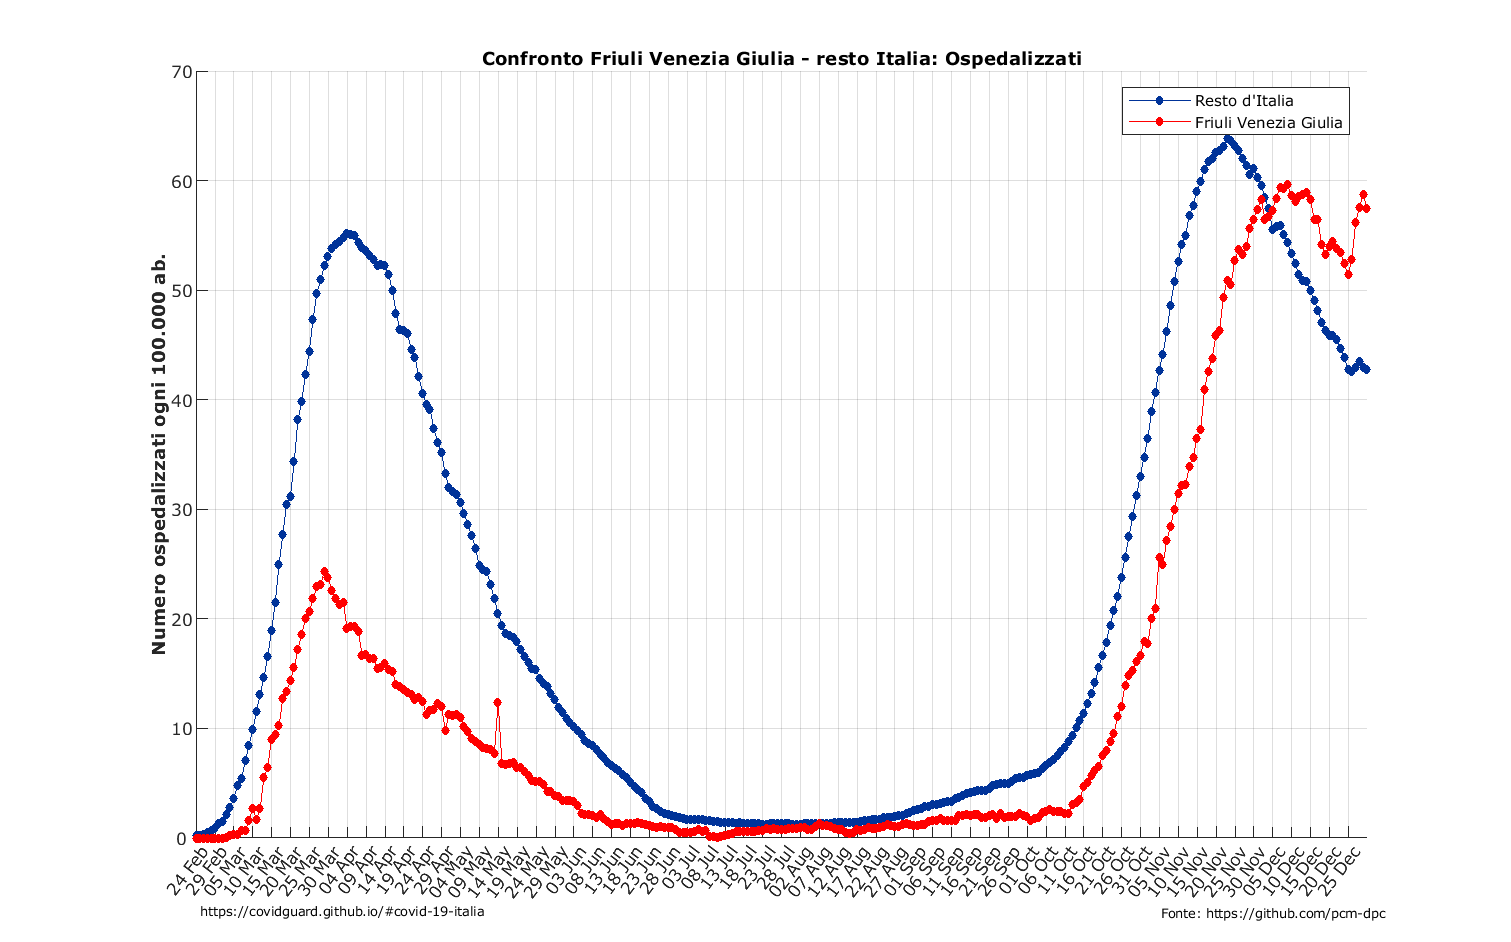 Confronto Friuli Venezia Giulia - resto Italia: Ospedalizzati
70
60
50
40
30
20
10
0
Numero ospedalizzati ogni 100.000 ab.
Resto d'Italia
Friuli Venezia Giulia
24 Feb
29 Feb
05 Mar
10 Mar
15 Mar
20 Mar
25 Mar
30 Mar
04 Apr
09 Apr
14 Apr
19 Apr
24 Apr
29 Apr
04 May
09 May
14 May
19 May
24 May
29 May
03 Jun
08 Jun
13 Jun
18 Jun
23 Jun
28 Jun
03 Jul
08 Jul
13 Jul
18 Jul
23 Jul
28 Jul
02 Aug
07 Aug
12 Aug
17 Aug
22 Aug
27 Aug
01 Sep
06 Sep
11 Sep
16 Sep
21 Sep
26 Sep
01 Oct
06 Oct
11 Oct
16 Oct
21 Oct
26 Oct
31 Oct
05 Nov
10 Nov
15 Nov
20 Nov
25 Nov
30 Nov
05 Dec
10 Dec
15 Dec
20 Dec
25 Dec
https://covidguard.github.io/#covid-19-italia
Fonte: https://github.com/pcm-dpc